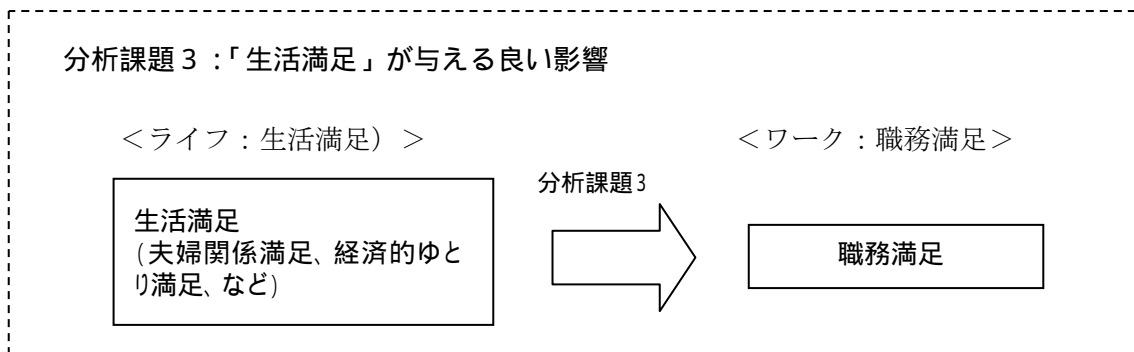 分析課題3:「生活満足」が与える良い影響
<ライフ:生活満足)> <ワーク:職務満足>
分析課題3
生活満足
(夫婦関係満足、経済的ゆと
り満足、など)
職務満足